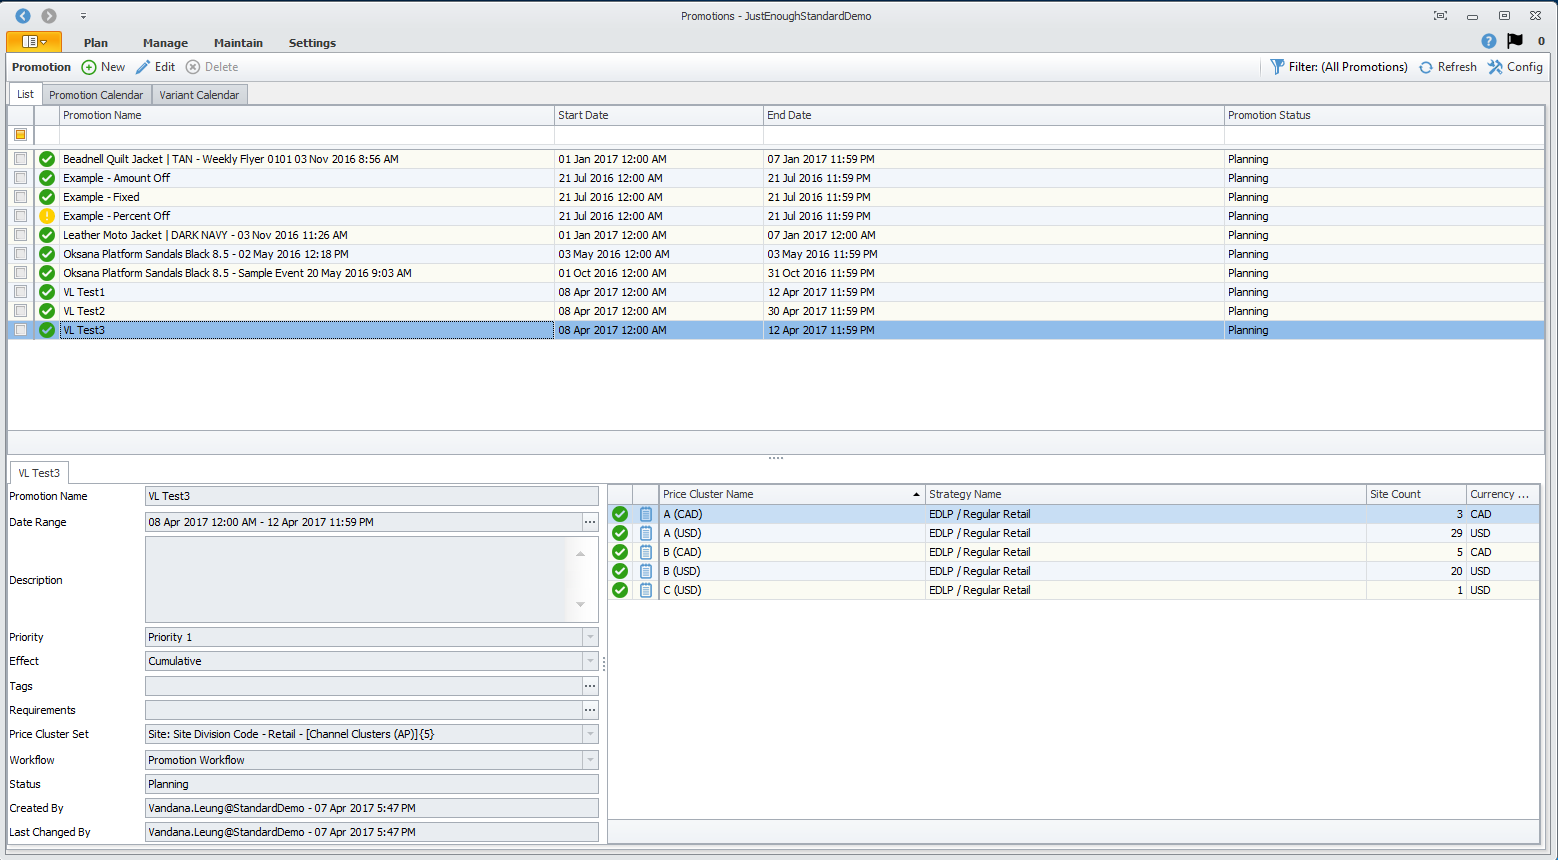 Promotions - JustEnoughStandardDemo
Plan Manage Maintain Settings 0
Promotion New Edit Delete Filter: (All Promotions) Refresh Config
List Promotion Calendar Variant Calendar
Promotion Name Start Date End Date Promotion Status
Beadnell Quilt Jacket | TAN - Weekly Flyer 0101 03 Nov 2016 8:56 AM 01 Jan 2017 12:00 AM 07 Jan 2017 11:59 PM Planning
Example - Amount Off 21 Jul 2016 12:00 AM 21 Jul 2016 11:59 PM Planning
Example - Fixed 21 Jul 2016 12:00 AM 21 Jul 2016 11:59 PM Planning
Example - Percent Off 21 Jul 2016 12:00 AM 21 Jul 2016 11:59 PM Planning
Leather Moto Jacket | DARK NAVY - 03 Nov 2016 11:26 AM 01 Jan 2017 12:00 AM 07 Jan 2017 12:00 AM Planning
Oksana Platform Sandals Black 8.5 - 02 May 2016 12:18 PM 03 May 2016 12:00 AM 03 May 2016 11:59 PM Planning
Oksana Platform Sandals Black 8.5 - Sample Event 20 May 2016 9:03 AM 01 Oct 2016 12:00 AM 31 Oct 2016 11:59 PM Planning
VL Test1 08 Apr 2017 12:00 AM 12 Apr 2017 11:59 PM Planning
VL Test2 08 Apr 2017 12:00 AM 30 Apr 2017 11:59 PM Planning
VL Test3 08 Apr 2017 12:00 AM 12 Apr 2017 11:59 PM Planning
VL Test3
Promotion Name VL Test3
Date Range 08 Apr 2017 12:00 AM - 12 Apr 2017 11:59 PM ...
Description
Priority Priority 1
Effect Cumulative
Tags ...
Requirements ...
Price Cluster Set Site: Site Division Code - Retail - [Channel Clusters (AP)]{5}
Workflow Promotion Workflow
Status Planning
Created By Vandana.Leung@StandardDemo - 07 Apr 2017 5:47 PM
Last Changed By Vandana.Leung@StandardDemo - 07 Apr 2017 5:47 PM
Price Cluster Name Strategy Name Site Count Currency ...
A (CAD) EDLP / Regular Retail 3 CAD
A (USD) EDLP / Regular Retail 29 USD
B (CAD) EDLP / Regular Retail 5 CAD
B (USD) EDLP / Regular Retail 20 USD
C (USD) EDLP / Regular Retail 1 USD